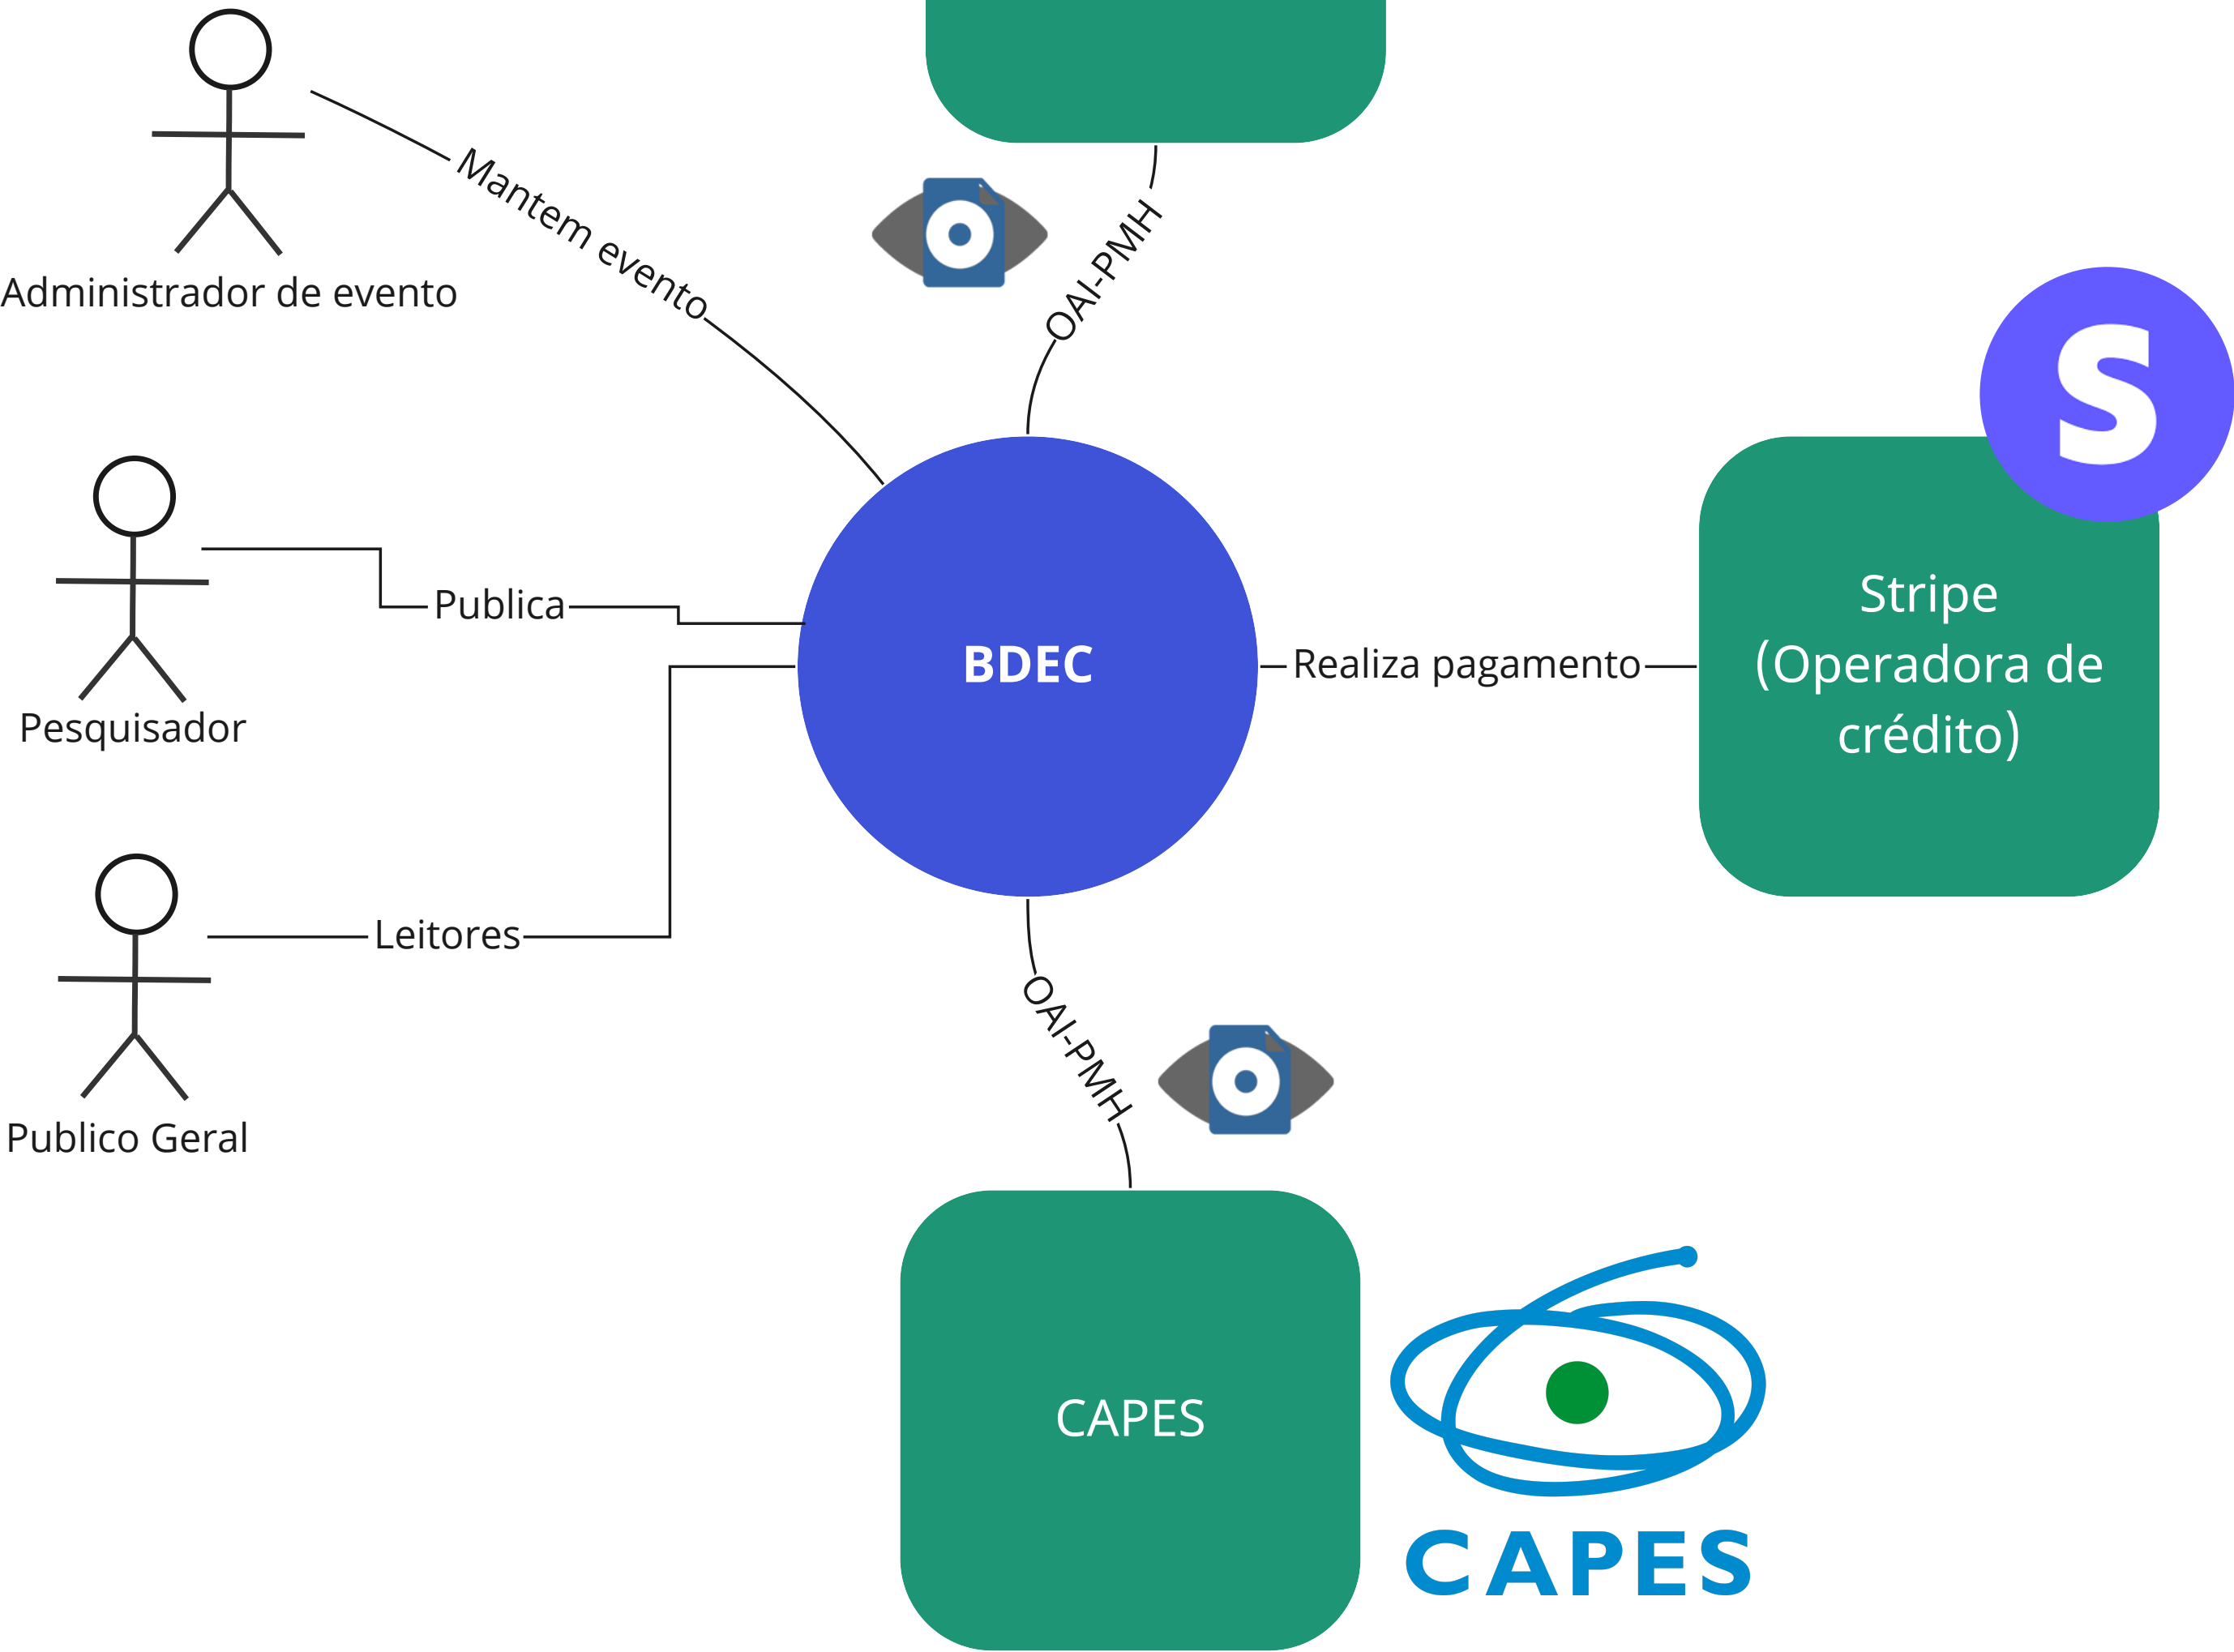 Administrador de evento
Mantem evento
OAI-PMH
S
Pesquisador
Publica
BDEC
Realiza pagamento
Stripe
(Operadora de
crédito)
Publico Geral
Leitores
OAI-PMH
CAPES
CAPES